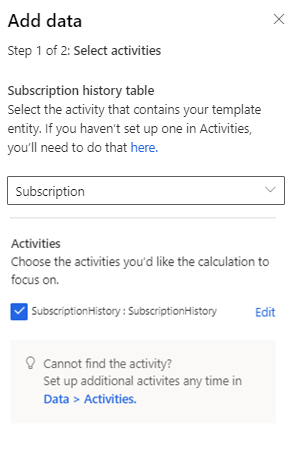 Add data
Step 1 of 2: Select activities
Subscription history table
Select the activity that contains your template
entity. If you haven't set up one in Activities,
you'll need to do that here.
Subscription
Activities
Choose the activities you'd like the calculation to
focus on.
SubscriptionHistory : SubscriptionHistory
Edit
Cannot find the activity?
Set up additional activites any time in
Data > Activities.